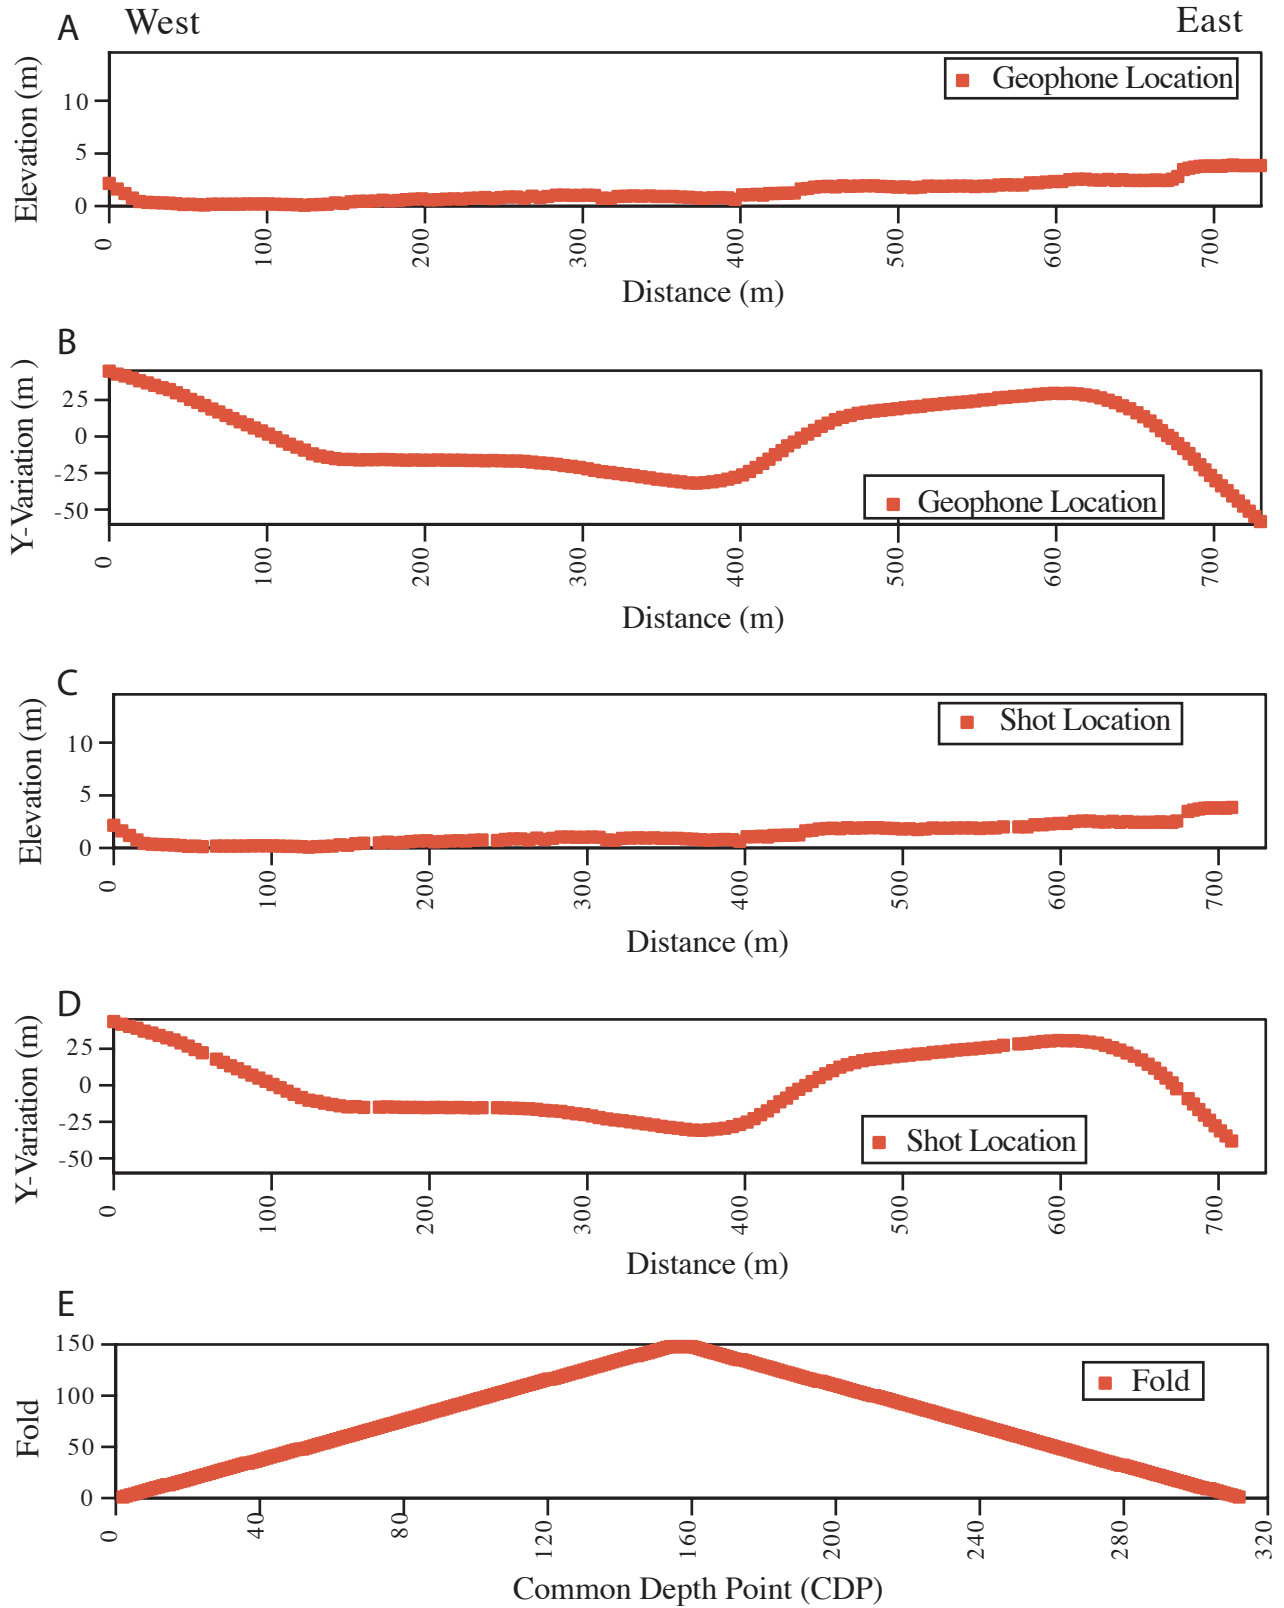 A
West
East
Elevation (m)
10
5
0
Geophone Location
0
100
200
300
400
500
600
700
Distance (m)
B
Y-Variation (m )
25
0
-25
-50
Geophone Location
0
100
200
300
400
500
600
700
Distance (m)
C
Elevation (m)
10
5
0
Shot Location
0
100
200
300
400
500
600
700
Distance (m)
D
Y-Variation (m)
25
0
-25
-50
Shot Location
0
100
200
300
400
500
600
700
Distance (m)
E
Fold
150
100
50
0
Fold
0
40
80
120
160
200
240
280
320
Common Depth Point (CDP)